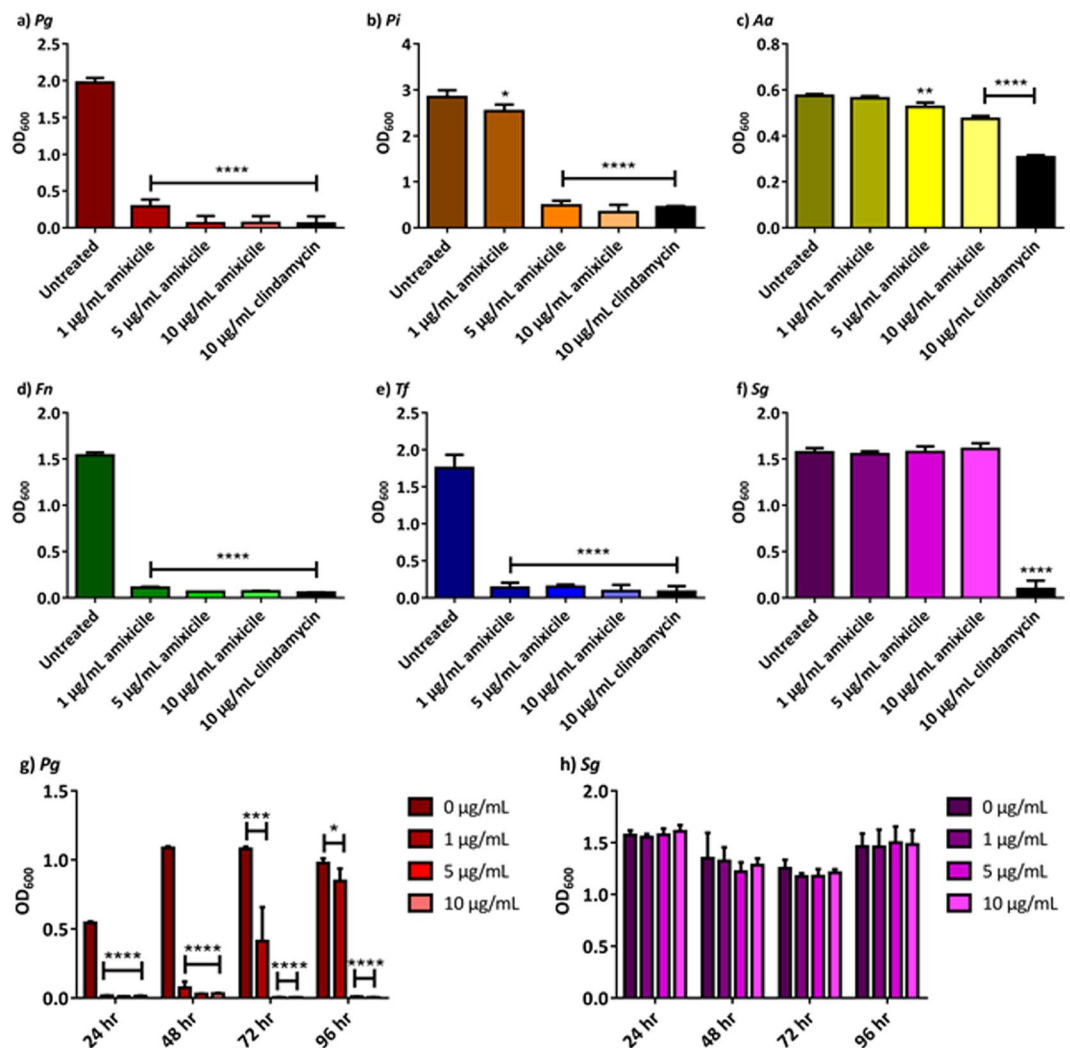 a) Pg
OD600
2.5
2.0
1.5
1.0
0.5
0.0
****
Untreated
1 µg/mL amixicile
5 µg/mL amixicile
10 µg/mL amixicile
10 µg/mL clindamycin
b) Pi
OD600
4
3
2
1
0
*
****
Untreated
1 µg/mL amixicile
5 µg/mL amixicile
10 µg/mL amixicile
10 µg/mL clindamycin
c) Aa
OD600
0.8
0.6
0.4
0.2
0.0
**
****
Untreated
1 µg/mL amixicile
5 µg/mL amixicile
10 µg/mL amixicile
10 µg/mL clindamycin
d) Fn
OD600
2.0
1.5
1.0
0.5
0.0
****
Untreated
1 µg/mL amixicile
5 µg/mL amixicile
10 µg/mL amixicile
10 µg/mL clindamycin
e) Tf
OD600
2.5
2.0
1.5
1.0
0.5
0.0
****
Untreated
1 µg/mL amixicile
5 µg/mL amixicile
10 µg/mL amixicile
10 µg/mL clindamycin
f) Sg
OD600
2.0
1.5
1.0
0.5
0.0
****
Untreated
1 µg/mL amixicile
5 µg/mL amixicile
10 µg/mL amixicile
10 µg/mL clindamycin
g) Pg
OD600
1.5
1.0
0.5
0.0
****
****
***
****
*
****
24 hr
48 hr
72 hr
96 hr
0 µg/mL
1 µg/mL
5 µg/mL
10 µg/mL
h) Sg
OD600
2.0
1.5
1.0
0.5
0.0
24 hr
48 hr
72 hr
96 hr
0 µg/mL
1 µg/mL
5 µg/mL
10 µg/mL